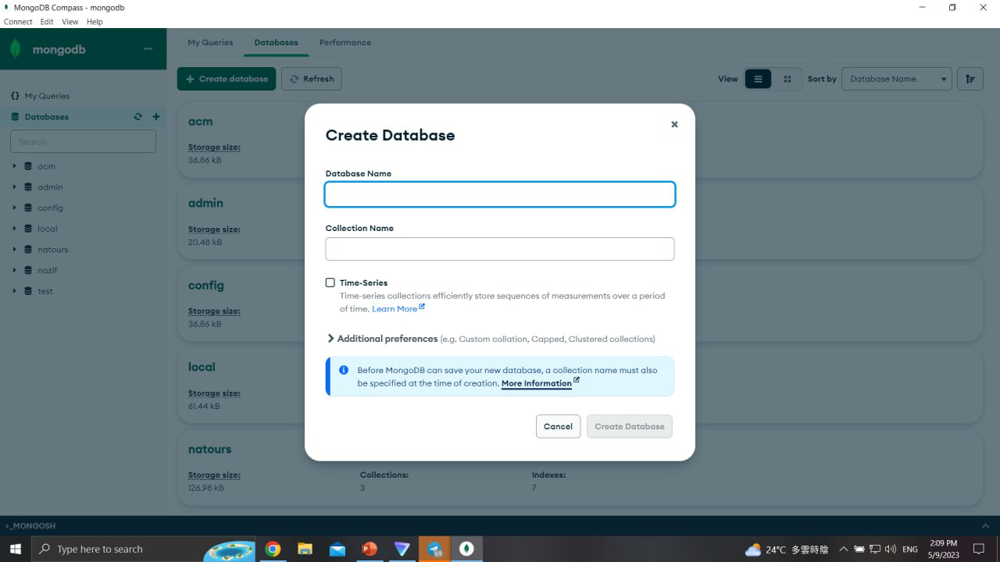 MongoDB Compass - mongodb
Connect Edit View Help
mongodb
My Queries Databases Performance
Create database Refresh View Sort by Database Name
My Queries
Databases
Search
acm
admin
config
local
natours
nazif
test
acm
Storage size:
36.86 kB
admin
Storage size:
20.48 kB
config
Storage size:
36.86 kB
local
Storage size:
61.44 kB
natours
Storage size: Collections: Indexes:
126.98 kB 3 7
Create Database
Database Name
Collection Name
Time-Series
Time-series collections efficiently store sequences of measurements over a period
of time. Learn More
Additional preferences (e.g. Custom collation, Capped, Clustered collections)
Before MongoDB can save your new database, a collection name must also
be specified at the time of creation. More Information
Cancel Create Database
>_MONGOSH
Type here to search
69
24°C 多雲時陰
2:09 PM
5/9/2023